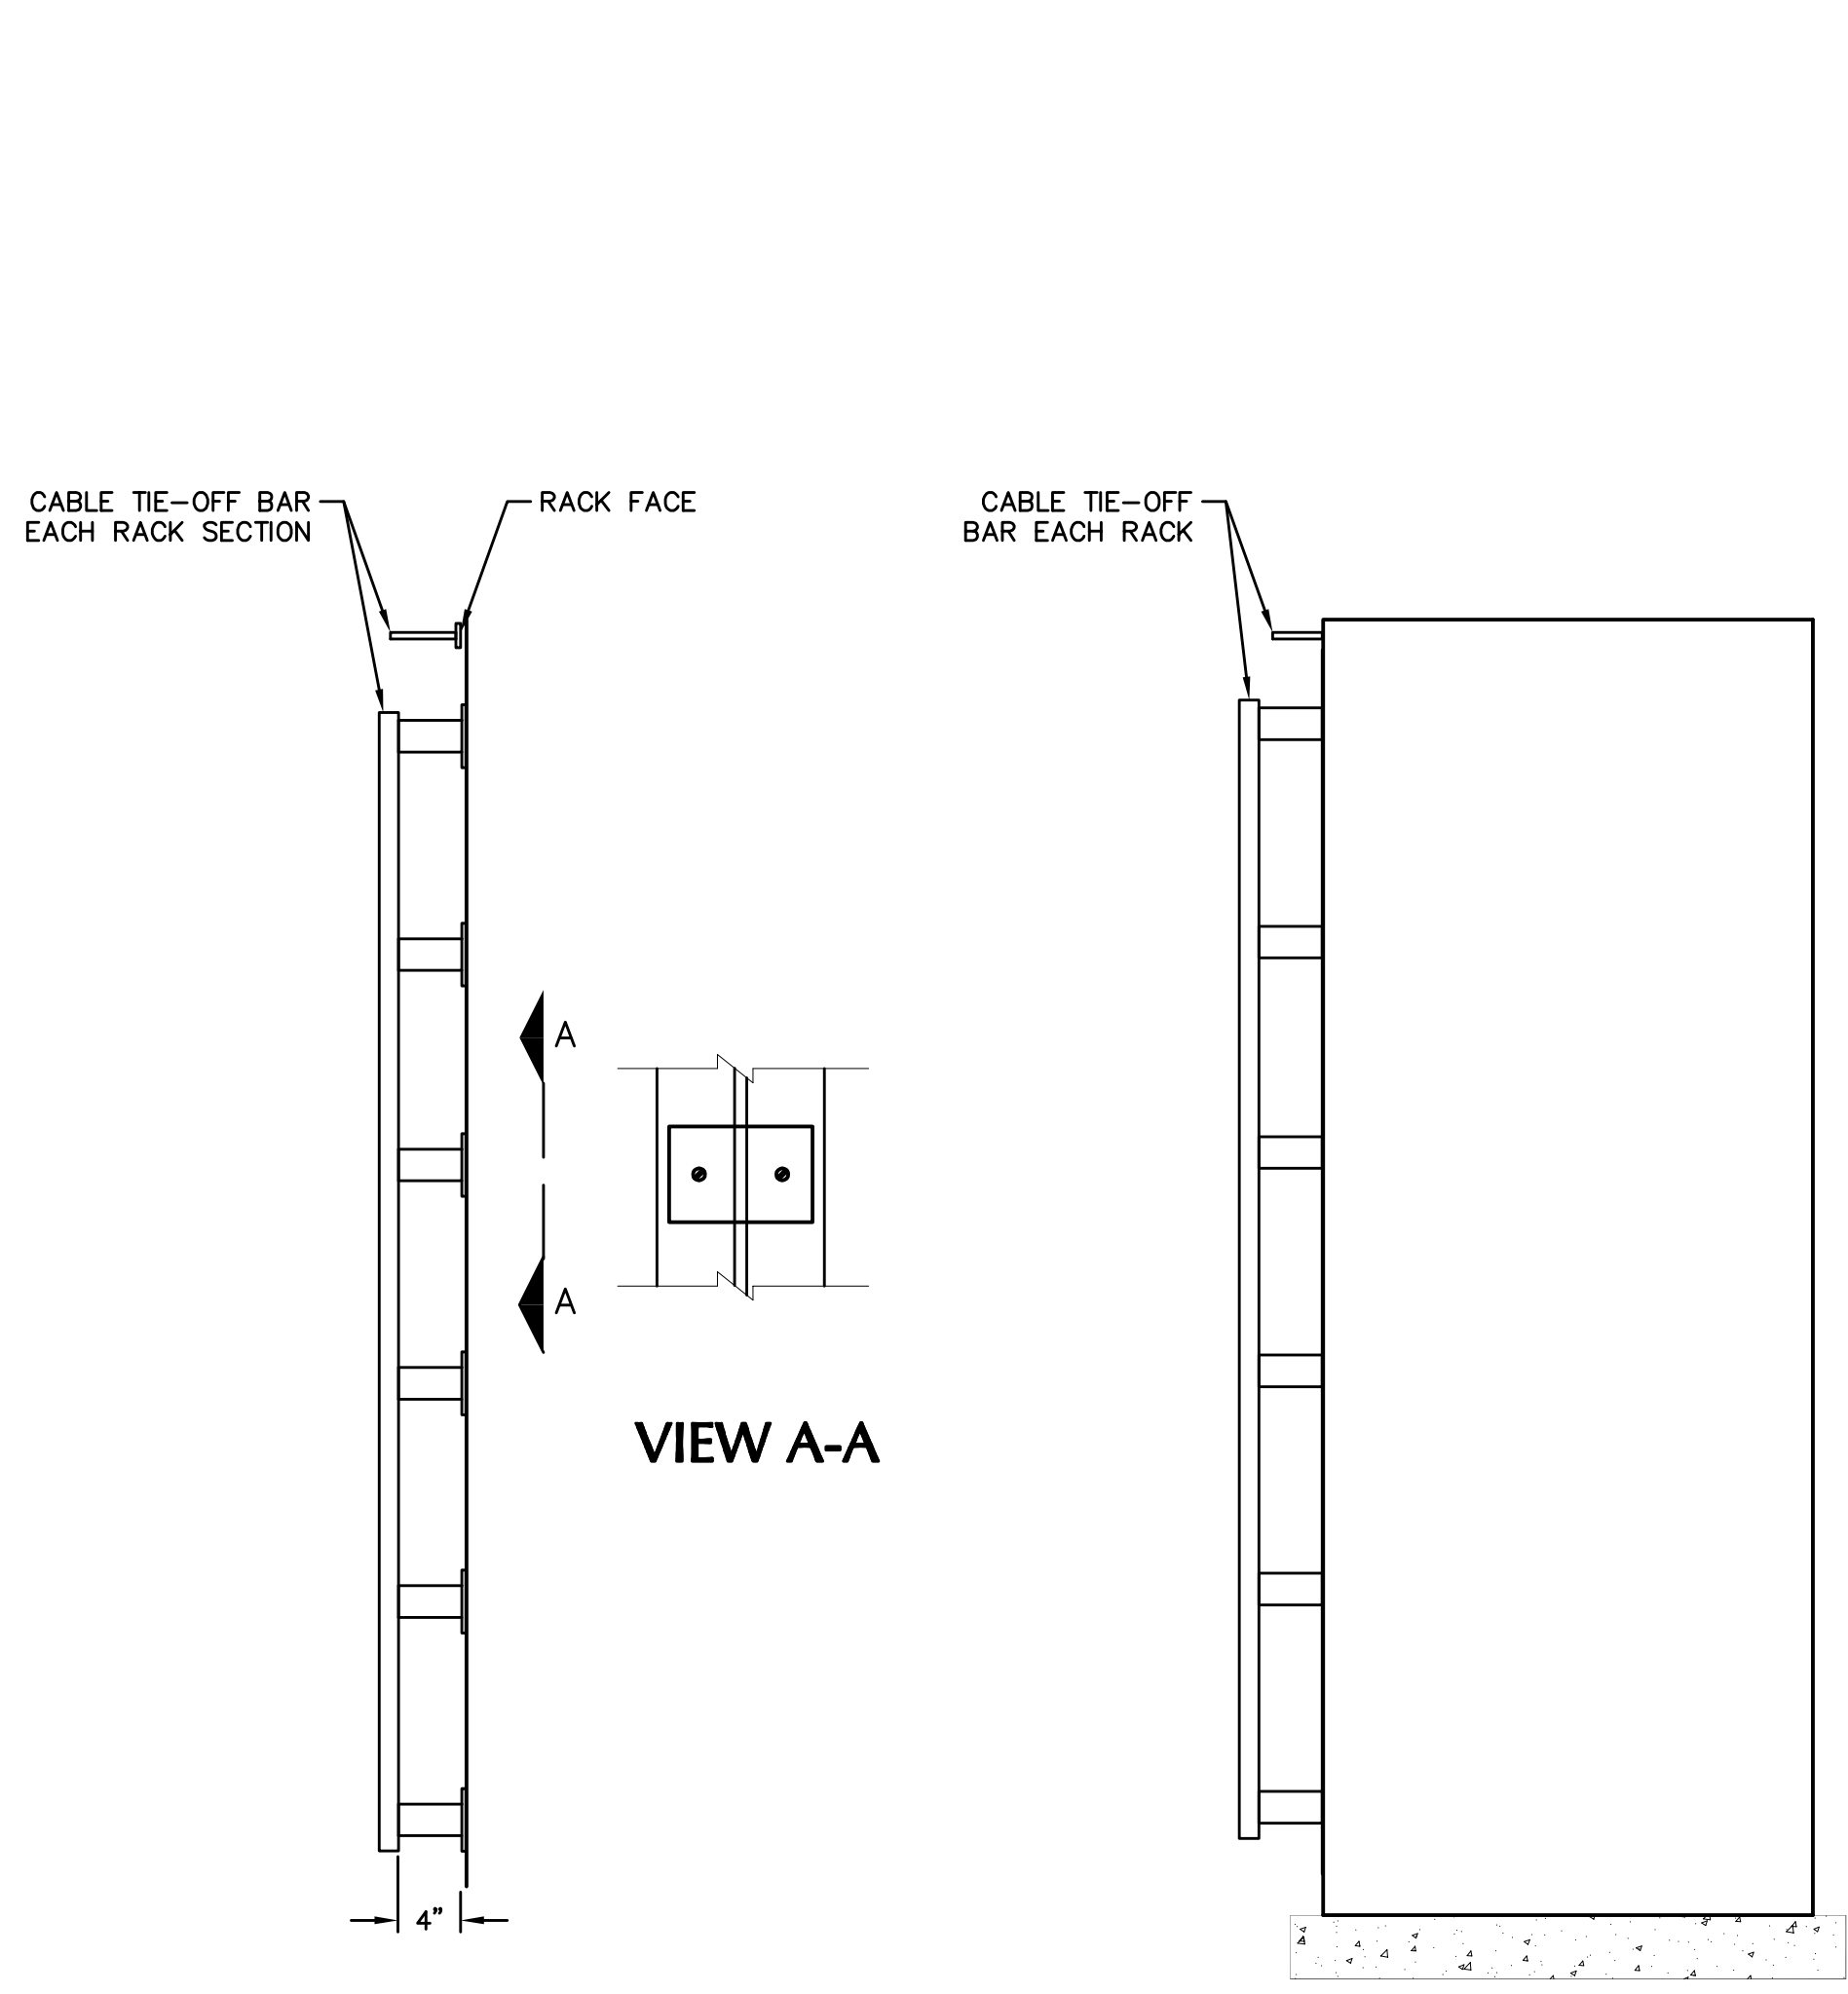 CABLE TIE-OFF BAR
EACH RACK SECTION
RACK FACE
CABLE TIE-OFF
BAR EACH RACK
A
A
VIEW A-A
4"